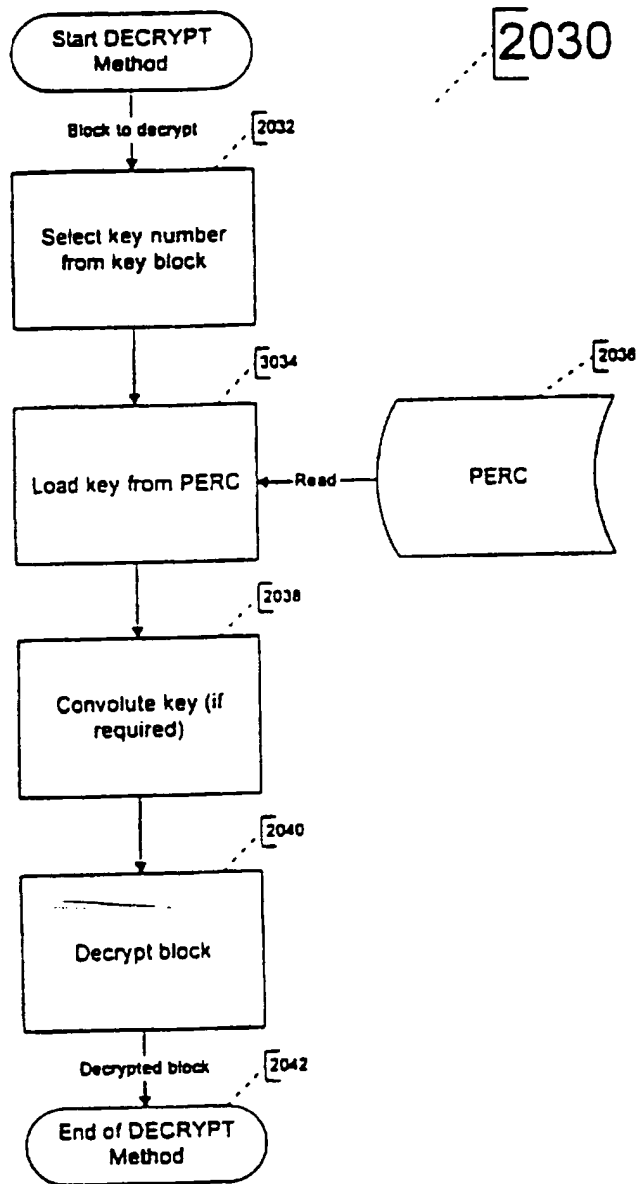 Start DECRYPT
Method
2030
Block to decrypt
2032
Select key number
from key block
3034
2036
Load key from PERC
Read
PERC
2038
Convolute key (if
required)
2040
Decrypt block
Decrypted block
2042
End of DECRYPT
Method